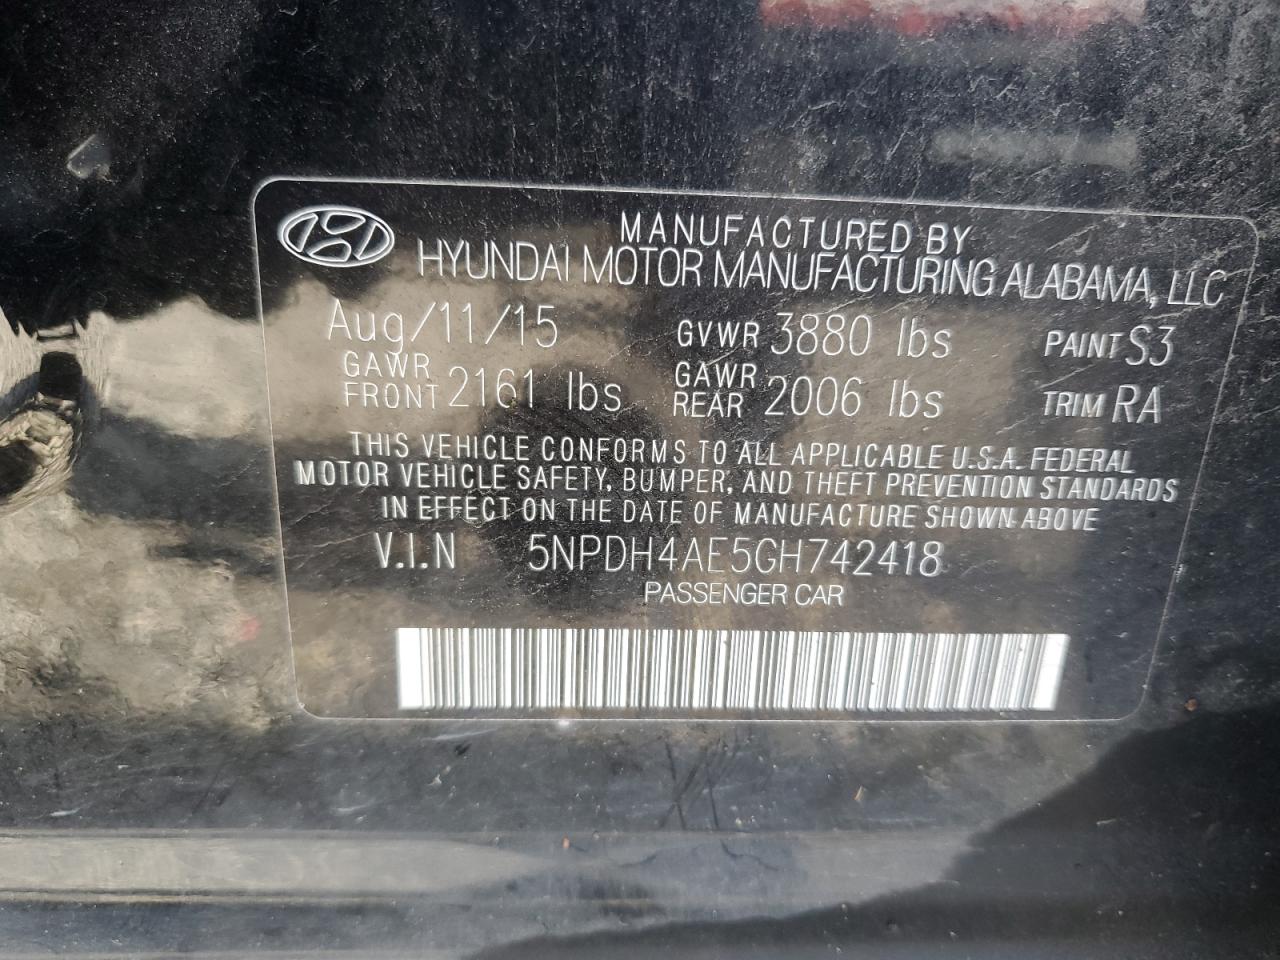 MANUFACTURED BY
HYUNDAI MOTOR MANUFACTURING ALABAMA, LLC
Aug/11/15 GVWR 3880 lbs PAINT S3
GAWR FRONT 2161 lbs GAWR REAR 2006 lbs TRIM RA
THIS VEHICLE CONFORMS TO ALL APPLICABLE U.S.A. FEDERAL
MOTOR VEHICLE SAFETY, BUMPER, AND THEFT PREVENTION STANDARDS
IN EFFECT ON THE DATE OF MANUFACTURE SHOWN ABOVE
V.I.N 5NPDH4AE5GH742418
PASSENGER CAR